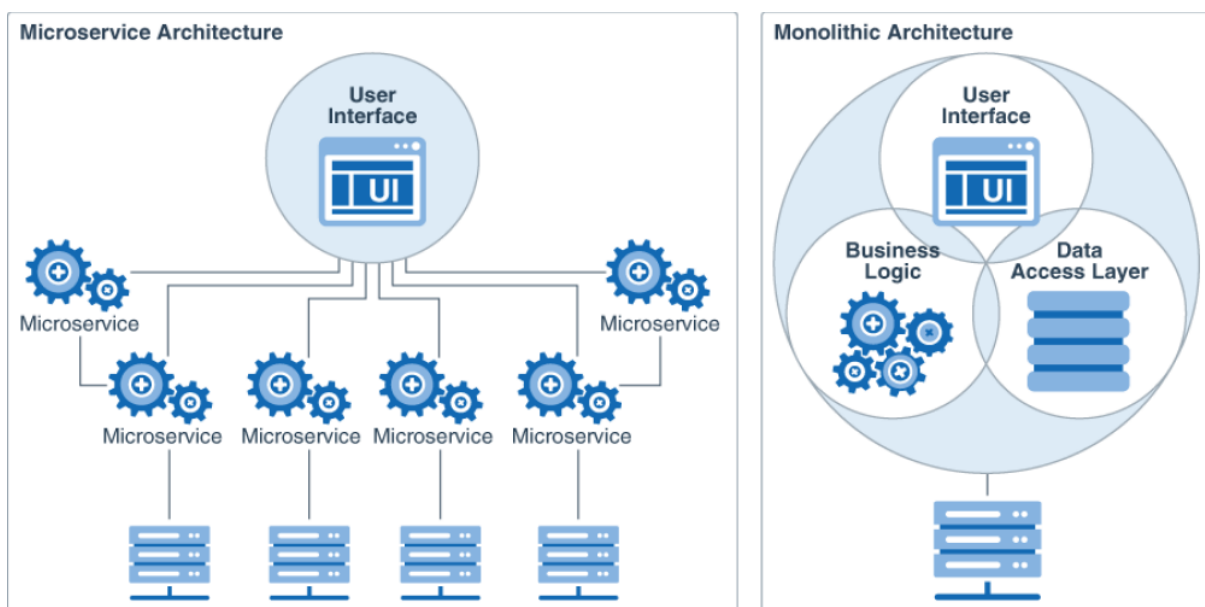 Microservice Architecture
User
Interface
UI
Microservice
Microservice
Microservice
Microservice
Microservice
Microservice
Monolithic Architecture
User
Interface
UI
Business
Logic
Data
Access Layer